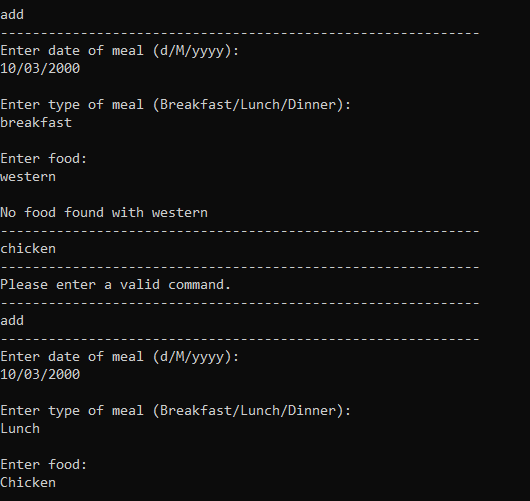 add
------------------------------------------------------------
Enter date of meal (d/M/yyyy):
10/03/2000
Enter type of meal (Breakfast/Lunch/Dinner):
breakfast
Enter food:
western
No food found with western
------------------------------------------------------------
chicken
------------------------------------------------------------
Please enter a valid command.
------------------------------------------------------------
add
------------------------------------------------------------
Enter date of meal (d/M/yyyy):
10/03/2000
Enter type of meal (Breakfast/Lunch/Dinner):
Lunch
Enter food:
Chicken